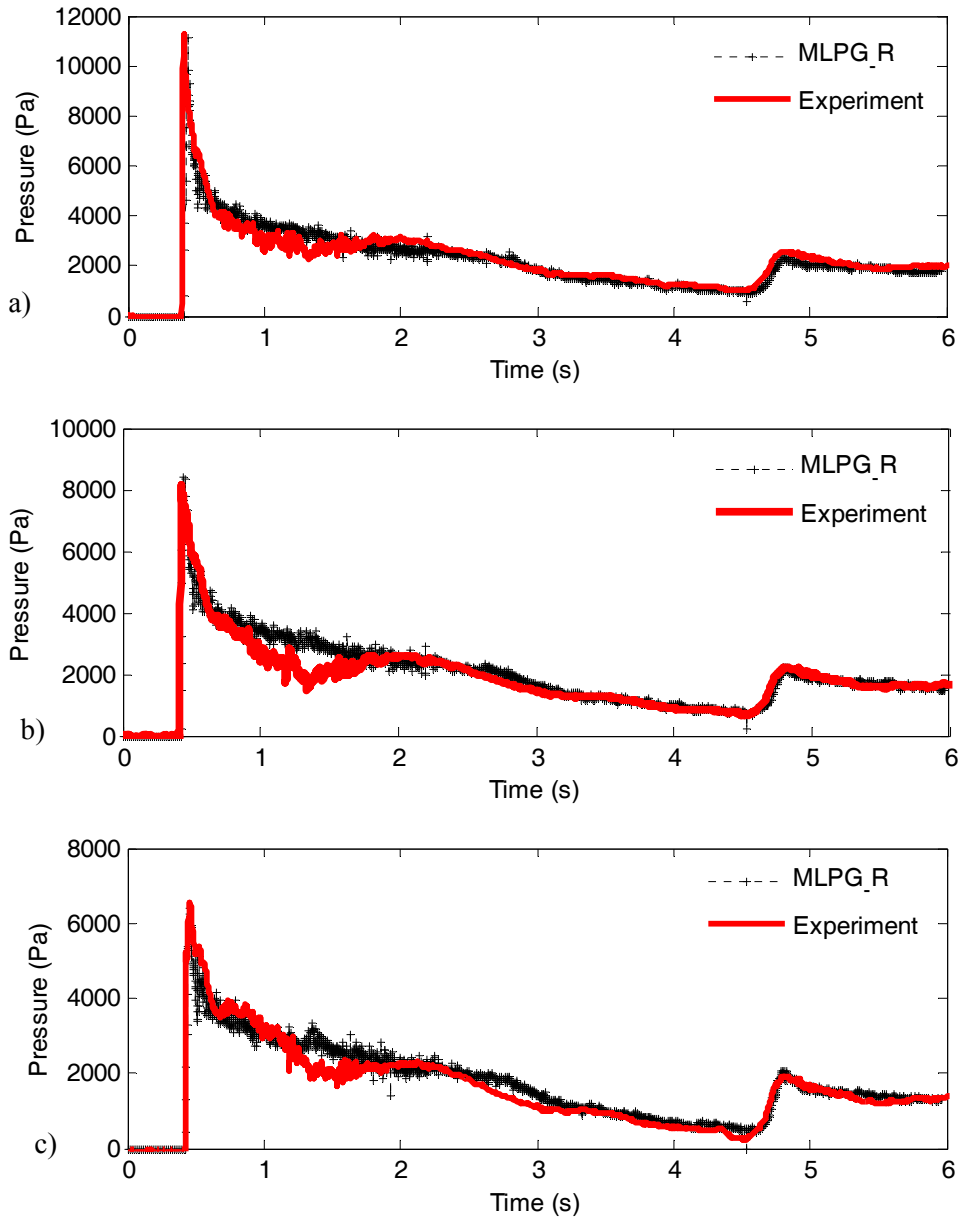 12000
10000
8000
6000
4000
2000
0
Pressure (Pa)
MLPG_R
Experiment
a)
0 1 2 3 4 5 6
Time (s)
10000
8000
6000
4000
2000
0
Pressure (Pa)
MLPG_R
Experiment
b)
0 1 2 3 4 5 6
Time (s)
8000
6000
4000
2000
0
Pressure (Pa)
MLPG_R
Experiment
c)
0 1 2 3 4 5 6
Time (s)